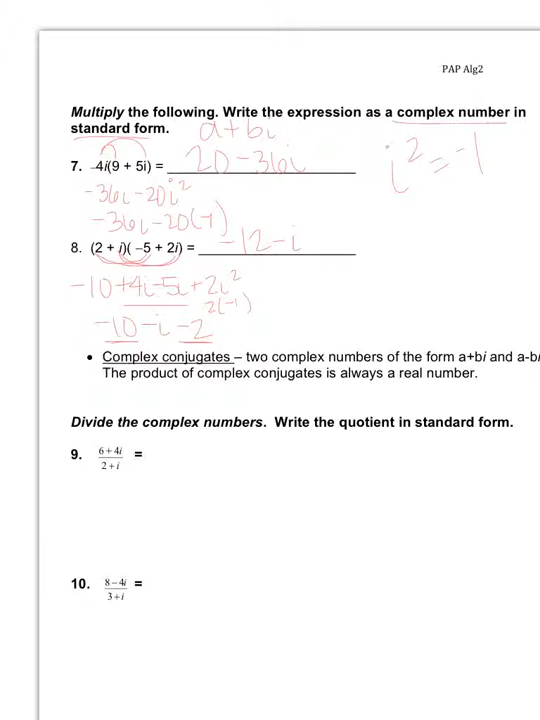 PAP Alg2
Multiply the following. Write the expression as a complex number in
standard form.
a+bi
7. –4i(9 + 5i) = 20-36i
i² = -1
-36i -20i²
-36i -20(-1)
8. (2 + i)( –5 + 2i) = -12-i
-10+4i-5i+2i²
2(-1)
-10 -i -2
• Complex conjugates – two complex numbers of the form a+bi and a-bi
The product of complex conjugates is always a real number.
Divide the complex numbers. Write the quotient in standard form.
9. 6+4i =
2+i
10. 8–4i =
3+i